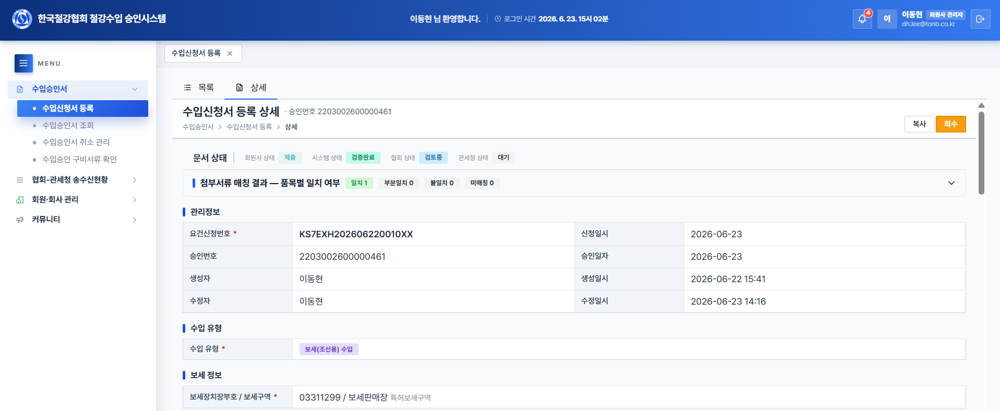 한국철강협회 철강수입 승인시스템
이동현 님 환영합니다. 로그인 시간 2026. 6. 23. 15시 02분
4
이
이동현 회원사 관리자
dh.lee@tonb.co.kr
MENU
수입승인서
수입신청서 등록
수입승인서 조회
수입승인서 취소 관리
수입승인 구비서류 확인
협회-관세청 송수신현황
회원·회사 관리
커뮤니티
수입신청서 등록
목록 상세
수입신청서 등록 상세 · 승인번호 2203002600000461
수입승인서 > 수입신청서 등록 > 상세
복사 회수
문서 상태 회원사 상태 제출 시스템 상태 검증완료 협회 상태 검토중 관세청 상태 대기
첨부서류 매칭 결과 — 품목별 일치 여부 일치 1 부분일치 0 불일치 0 미매칭 0
관리정보
요건신청번호 * KS7EXH202606220010XX 신청일시 2026-06-23
승인번호 2203002600000461 승인일자 2026-06-23
생성자 이동현 생성일시 2026-06-22 15:41
수정자 이동현 수정일시 2026-06-23 14:16
수입 유형
수입 유형 * 보세(조선용) 수입
보세 정보
보세장치장부호 / 보세구역 * 03311299 / 보세판매장 특허보세구역